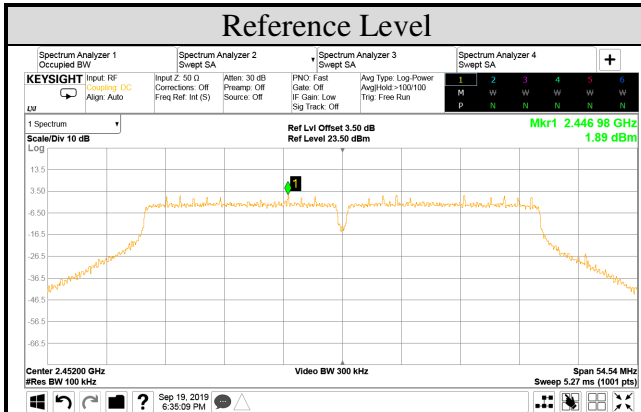 Reference Level
Spectrum Analyzer 1
Occupied BW
Spectrum Analyzer 2
Swept SA
Spectrum Analyzer 3
Swept SA
Spectrum Analyzer 4
Swept SA
+
KEYSIGHT
Input: RF
Coupling: DC
Align: Auto
Input Z: 50 Ω
Corrections: Off
Freq Ref: Int (S)
Atten: 30 dB
Preamp: Off
Source: Off
PNO: Fast
Gate: Off
IF Gain: Low
Sig Track: Off
Avg Type: Log-Power
Avg|Hold:>100/100
Trig: Free Run
1 2 3 4 5 6
M W W W W W
P N N N N N
LXI
1 Spectrum
Scale/Div 10 dB
Ref Lvl Offset 3.50 dB
Ref Level 23.50 dBm
Mkr1 2.446 98 GHz
1.89 dBm
Log
13.5
3.50
-6.50
-16.5
-26.5
-36.5
-46.5
-56.5
-66.5
1
Center 2.45200 GHz
#Res BW 100 kHz
Video BW 300 kHz
Span 54.54 MHz
Sweep 5.27 ms (1001 pts)
?
Sep 19, 2019
6:35:09 PM